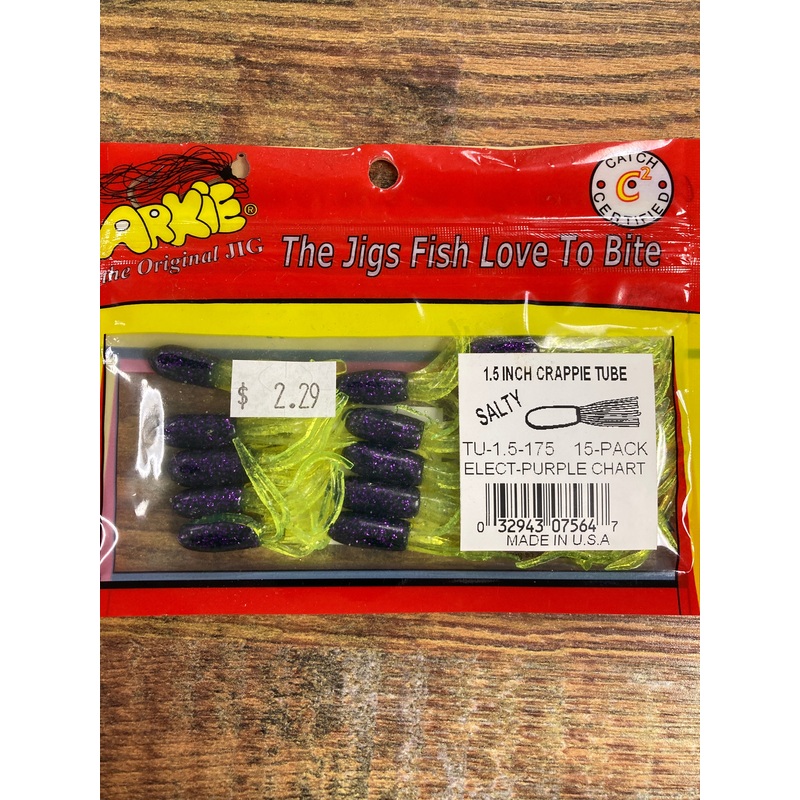 ARKIE®
The Original JIG
The Jigs Fish Love To Bite
CATCH
C2
CERTIFIED
$ 2.29
1.5 INCH CRAPPIE TUBE
SALTY
TU-1.5-175 15-PACK
ELECT-PURPLE CHART
0 32943 07564 7
MADE IN U.S.A